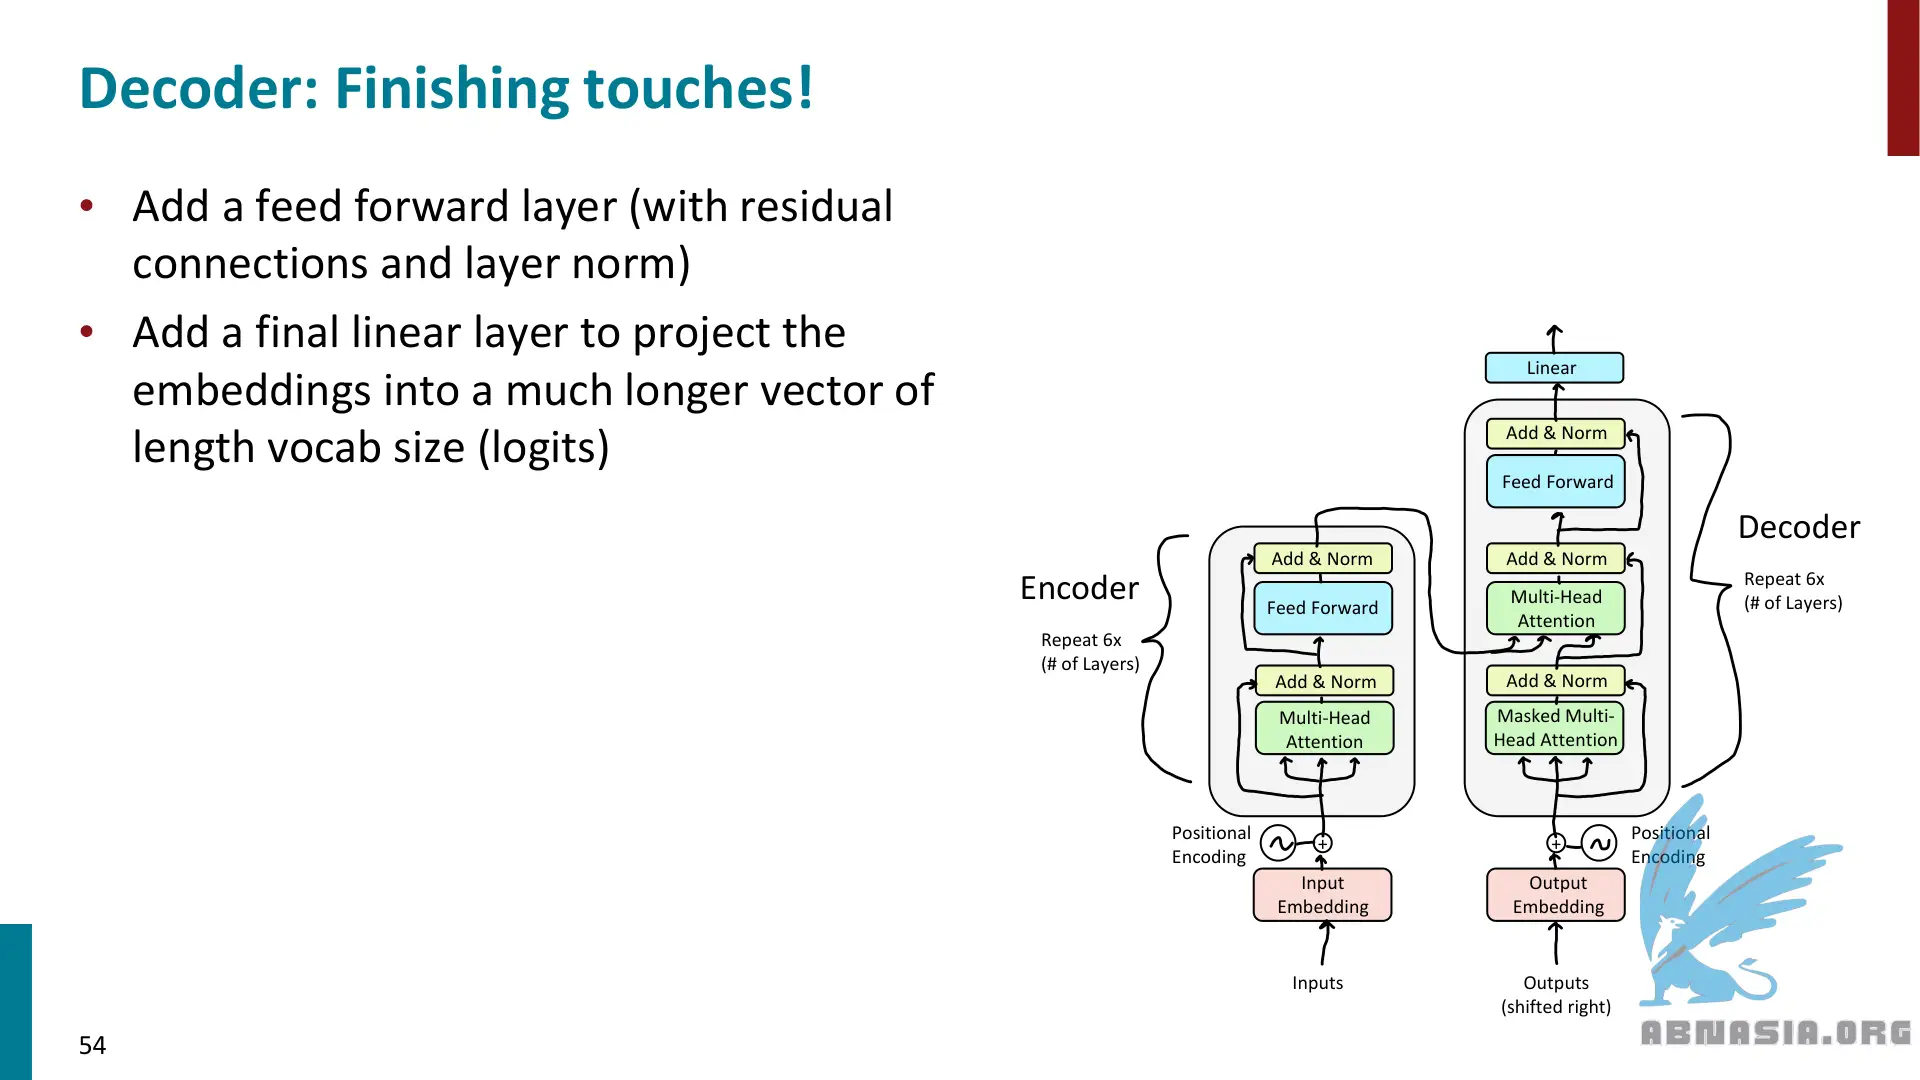 Decoder: Finishing touches!
• Add a feed forward layer (with residual
connections and layer norm)
• Add a final linear layer to project the
embeddings into a much longer vector of
length vocab size (logits)
Linear
Add & Norm
Feed Forward
Add & Norm
Multi-Head
Attention
Add & Norm
Masked Multi-
Head Attention
Decoder
Repeat 6x
(# of Layers)
Encoder
Repeat 6x
(# of Layers)
Add & Norm
Feed Forward
Add & Norm
Multi-Head
Attention
Positional
Encoding
+
+
Positional
Encoding
Input
Embedding
Output
Embedding
Inputs
Outputs
(shifted right)
ABNASIA.ORG
54